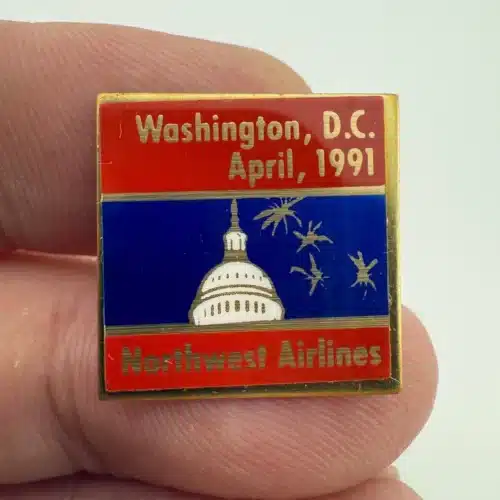 Washington, D.C.
April, 1991
Northwest Airlines